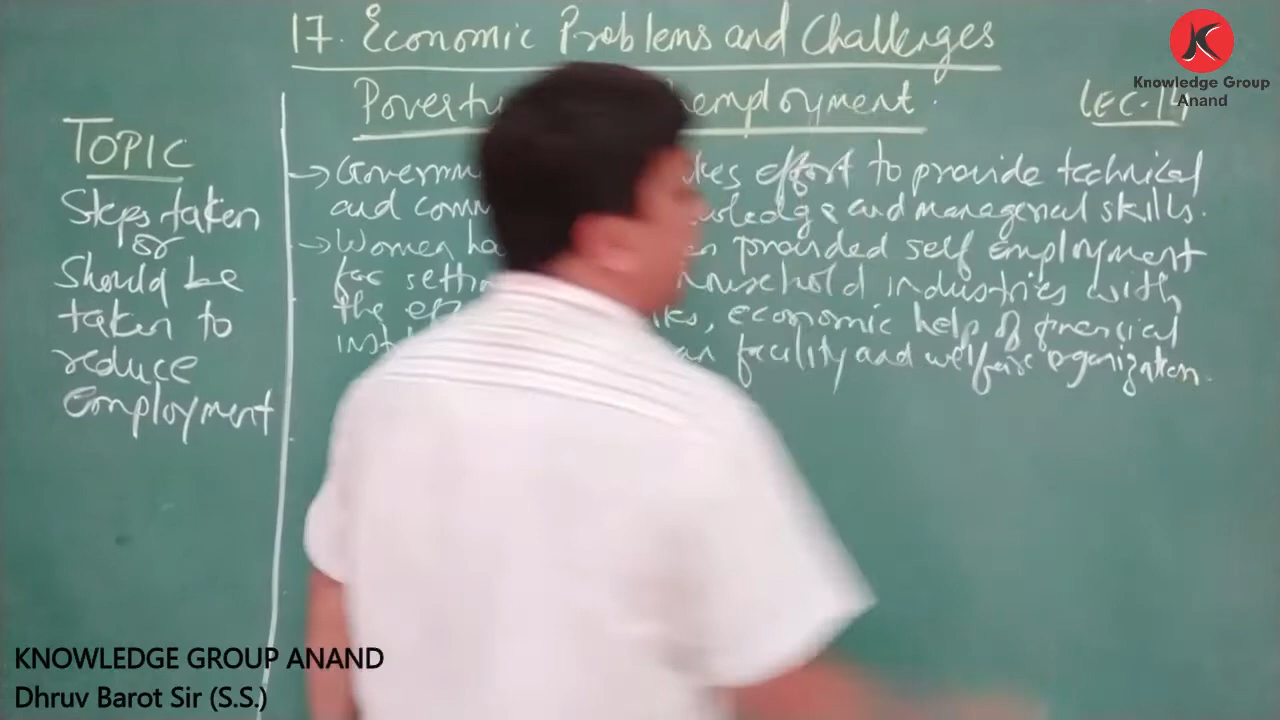 17. Economic Problems and Challenges
Knowledge Group
Anand
Poverty employment
LEC-14
TOPIC
Steps taken
or
Should be
taken to
reduce
employment
→ Governm kes effort to provide technical
and comm wledge and managerial skills.
→ Women ha n provided self employment
for setti household industries with
the eff ks, economic help of financial
inst an facility and welfare organization.
KNOWLEDGE GROUP ANAND
Dhruv Barot Sir (S.S.)